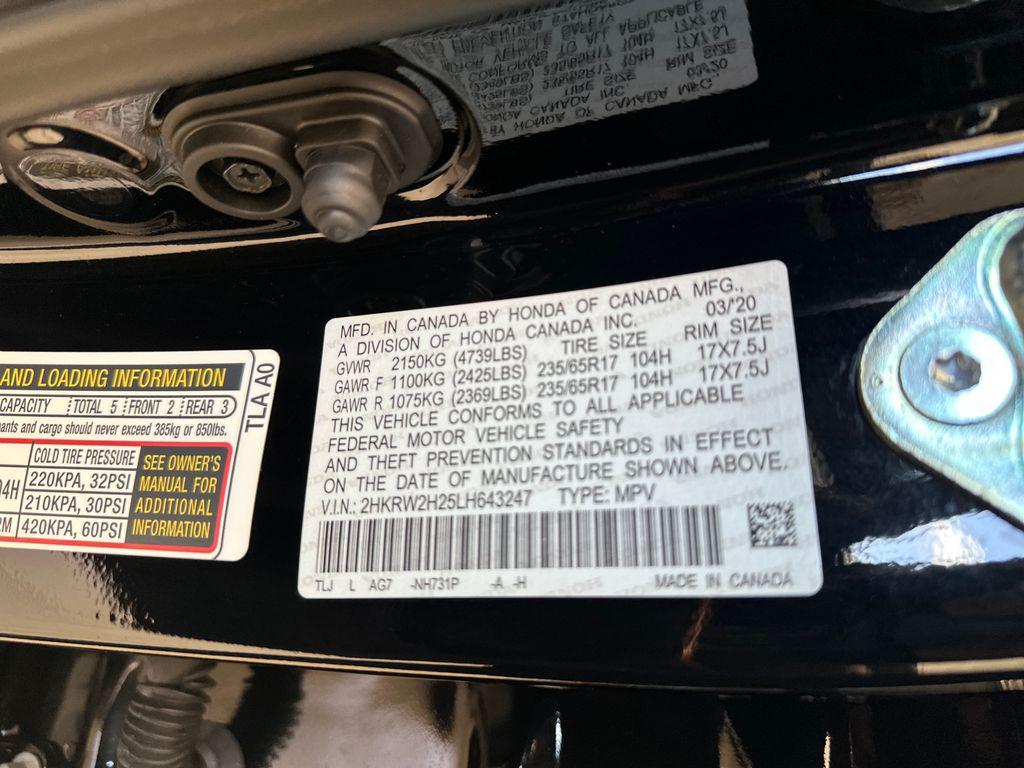 MFD. IN CANADA BY HONDA OF CANADA MFG.,
A DIVISION OF HONDA CANADA INC. 03/'20
GVWR 2150KG (4739LBS) TIRE SIZE RIM SIZE
GAWR F 1100KG (2425LBS) 235/65R17 104H 17X7.5J
GAWR R 1075KG (2369LBS) 235/65R17 104H 17X7.5J
THIS VEHICLE CONFORMS TO ALL APPLICABLE
FEDERAL MOTOR VEHICLE SAFETY
AND THEFT PREVENTION STANDARDS IN EFFECT
ON THE DATE OF MANUFACTURE SHOWN ABOVE.
V.I.N.: 2HKRW2H25LH643247 TYPE: MPV
TLJ L AG7 -NH731P -A -H MADE IN CANADA
AND LOADING INFORMATION
CAPACITY TOTAL 5 FRONT 2 REAR 3
and cargo should never exceed 385kg or 850lbs.
COLD TIRE PRESSURE
220KPA, 32PSI
210KPA, 30PSI
420KPA, 60PSI
SEE OWNER'S
MANUAL FOR
ADDITIONAL
INFORMATION
TLA A0